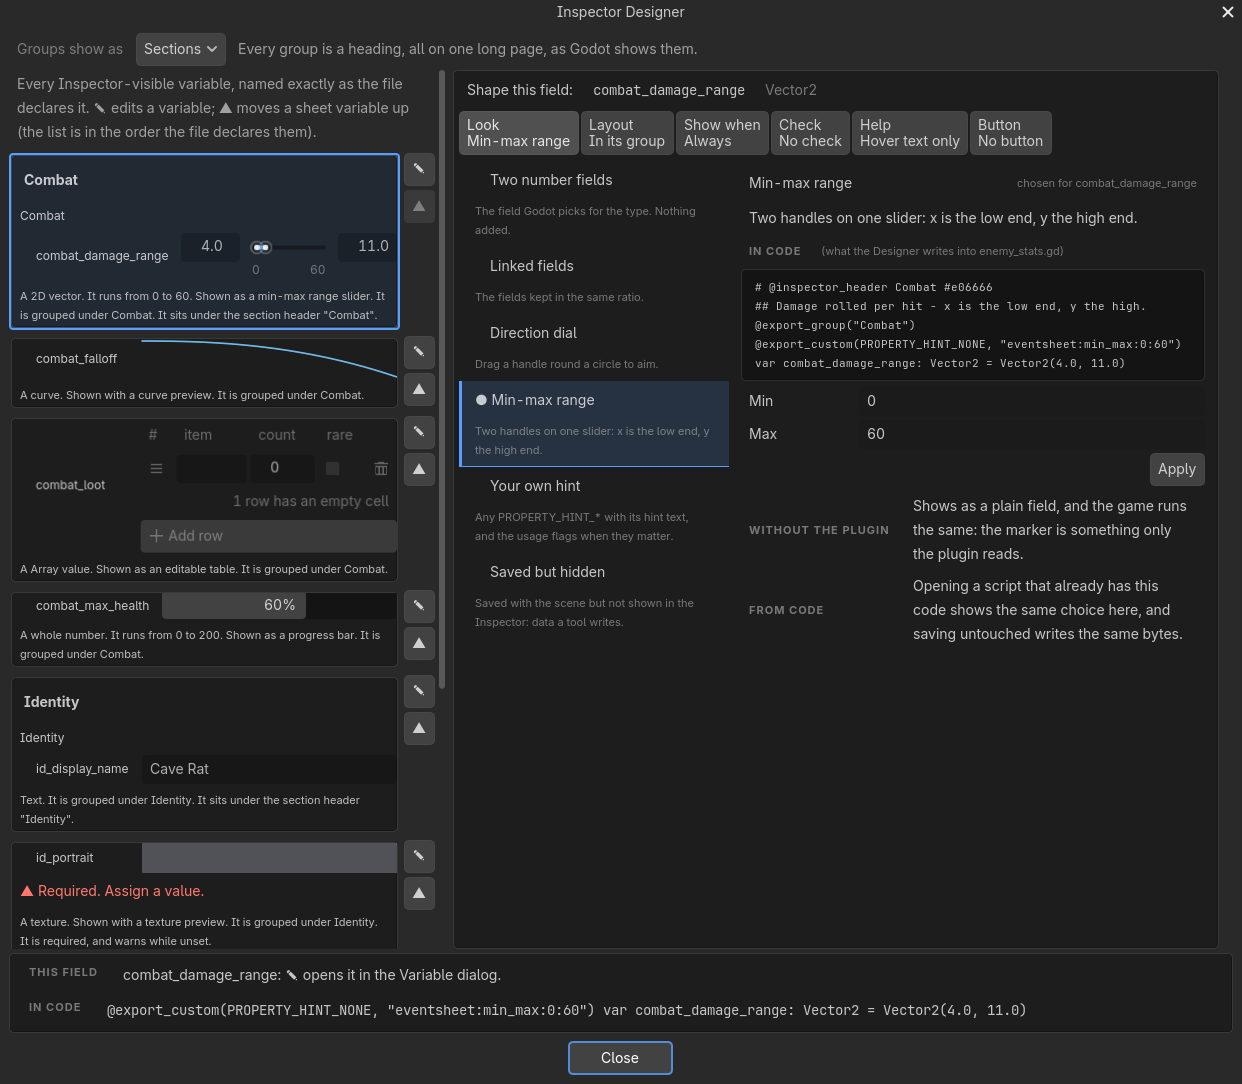 Inspector Designer
Groups show as Sections Every group is a heading, all on one long page, as Godot shows them.
Every Inspector-visible variable, named exactly as the file
declares it. ✎ edits a variable; ▲ moves a sheet variable up
(the list is in the order the file declares them).
Combat
Combat
combat_damage_range 4.0 11.0
0 60
A 2D vector. It runs from 0 to 60. Shown as a min-max range slider. It
is grouped under Combat. It sits under the section header "Combat".
combat_falloff
A curve. Shown with a curve preview. It is grouped under Combat.
# item count rare
0
combat_loot
1 row has an empty cell
+ Add row
A Array value. Shown as an editable table. It is grouped under Combat.
combat_max_health 60%
A whole number. It runs from 0 to 200. Shown as a progress bar. It is
grouped under Combat.
Identity
Identity
id_display_name Cave Rat
Text. It is grouped under Identity. It sits under the section header
"Identity".
id_portrait
▲ Required. Assign a value.
A texture. Shown with a texture preview. It is grouped under Identity.
It is required, and warns while unset.
Shape this field: combat_damage_range Vector2
Look
Min-max range
Layout
In its group
Show when
Always
Check
No check
Help
Hover text only
Button
No button
Two number fields
The field Godot picks for the type. Nothing
added.
Linked fields
The fields kept in the same ratio.
Direction dial
Drag a handle round a circle to aim.
● Min-max range
Two handles on one slider: x is the low end, y
the high end.
Your own hint
Any PROPERTY_HINT_* with its hint text,
and the usage flags when they matter.
Saved but hidden
Saved with the scene but not shown in the
Inspector: data a tool writes.
Min-max range chosen for combat_damage_range
Two handles on one slider: x is the low end, y the high end.
IN CODE (what the Designer writes into enemy_stats.gd)
# @inspector_header Combat #e06666
## Damage rolled per hit - x is the low end, y the high.
@export_group("Combat")
@export_custom(PROPERTY_HINT_NONE, "eventsheet:min_max:0:60")
var combat_damage_range: Vector2 = Vector2(4.0, 11.0)
Min 0
Max 60
Apply
WITHOUT THE PLUGIN
Shows as a plain field, and the game runs
the same: the marker is something only
the plugin reads.
FROM CODE
Opening a script that already has this
code shows the same choice here, and
saving untouched writes the same bytes.
THIS FIELD combat_damage_range: ✎ opens it in the Variable dialog.
IN CODE @export_custom(PROPERTY_HINT_NONE, "eventsheet:min_max:0:60") var combat_damage_range: Vector2 = Vector2(4.0, 11.0)
Close